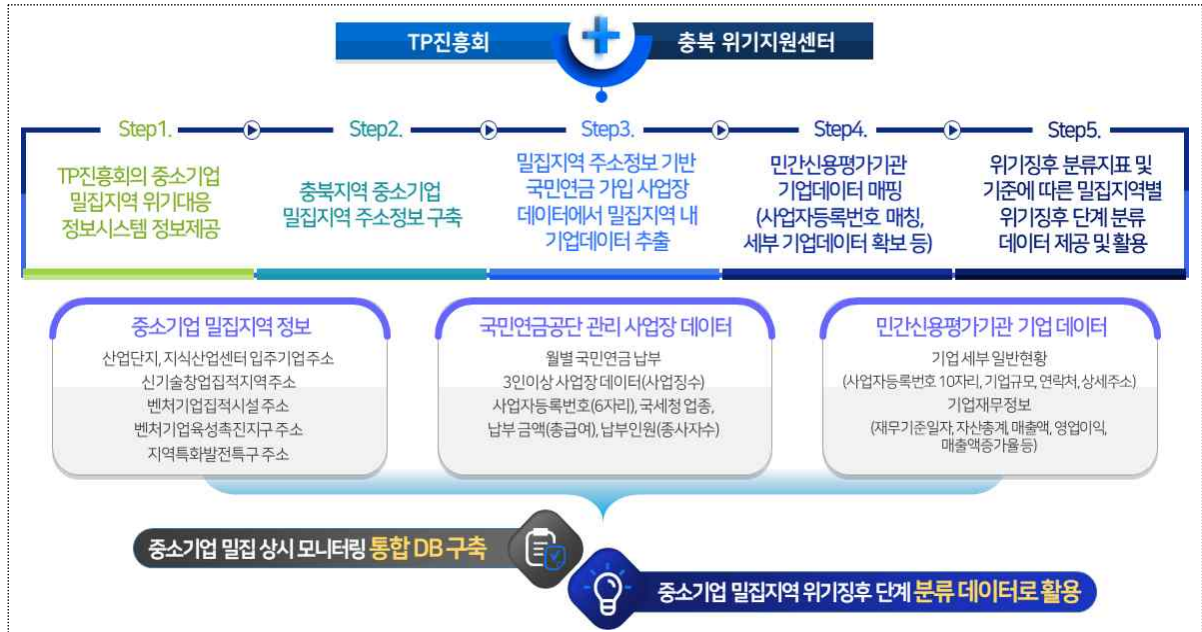 TP진흥회
충북 위기지원센터
Step1.
TP진흥회의 중소기업
밀집지역 위기대응
정보시스템 정보제공
Step2.
충북지역 중소기업
밀집지역 주소정보 구축
Step3.
밀집지역 주소정보 기반
국민연금 가입 사업장
데이터에서 밀집지역 내
기업데이터 추출
Step4.
민간신용평가기관
기업데이터 매핑
(사업자등록번호 매칭,
세부 기업데이터 확보 등)
Step5.
위기징후 분류지표 및
기준에 따른 밀집지역별
위기징후 단계 분류
데이터 제공 및 활용
중소기업 밀집지역 정보
산업단지, 지식산업센터 입주기업 주소
신기술창업집적지역 주소
벤처기업집적시설 주소
벤처기업육성촉진지구 주소
지역특화발전특구 주소
국민연금공단 관리 사업장 데이터
월별 국민연금 납부
3인이상 사업장 데이터(사업장수)
사업자등록번호(6자리), 국세청 업종,
납부 금액(총급여), 납부인원(종사자수)
민간신용평가기관 기업 데이터
기업 세부 일반현황
(사업자등록번호 10자리, 기업규모, 연락처, 상세주소)
기업재무정보
(재무기준일자, 자산총계, 매출액, 영업이익,
매출액증가율 등)
중소기업 밀집 상시 모니터링 통합 DB 구축
중소기업 밀집지역 위기징후 단계 분류 데이터로 활용